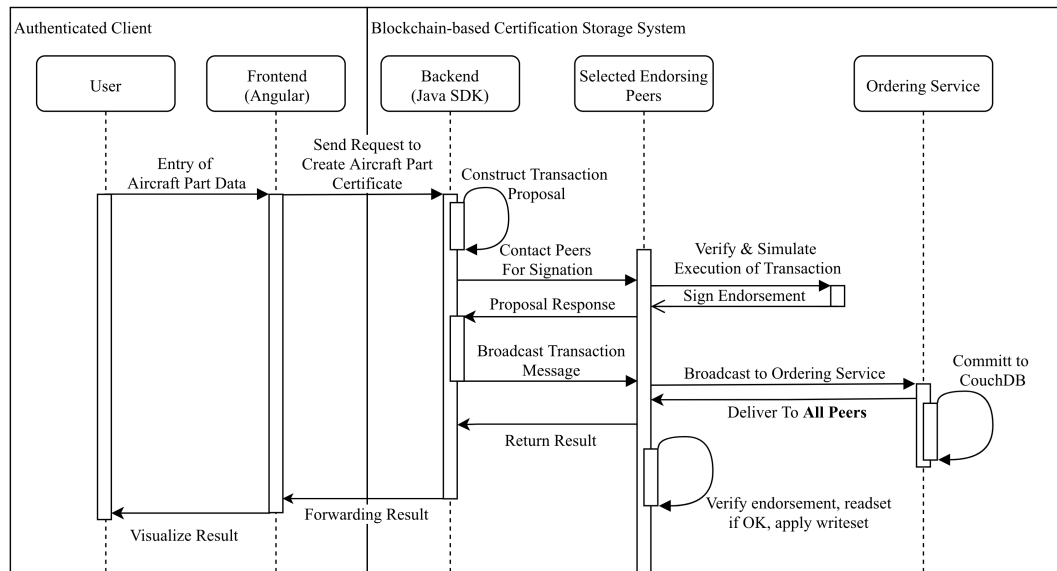 Authenticated Client
Blockchain-based Certification Storage System
User
Frontend
(Angular)
Backend
(Java SDK)
Selected Endorsing
Peers
Ordering Service
Entry of
Aircraft Part Data
Send Request to
Create Aircraft Part
Certificate
Construct Transaction
Proposal
Contact Peers
For Signation
Verify & Simulate
Execution of Transaction
Sign Endorsement
Proposal Response
Broadcast Transaction
Message
Broadcast to Ordering Service
Committ to
CouchDB
Deliver To All Peers
Return Result
Verify endorsement, readset
if OK, apply writeset
Forwarding Result
Visualize Result